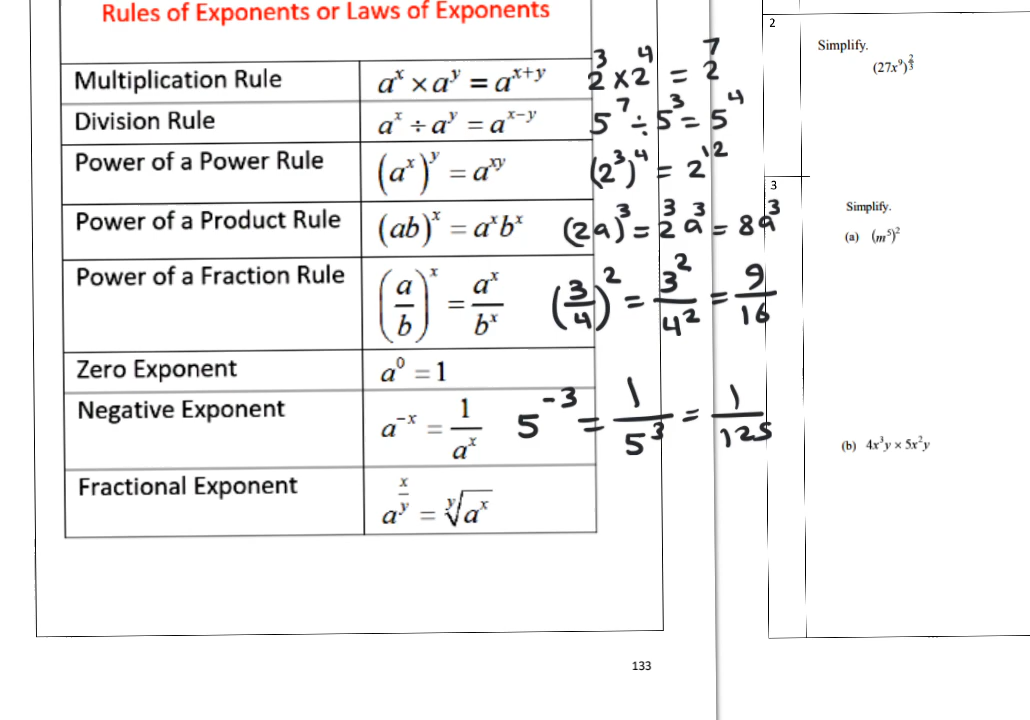 Rules of Exponents or Laws of Exponents
Multiplication Rule a^x × a^y = a^(x+y) 2^3 × 2^4 = 2^7
Division Rule a^x ÷ a^y = a^(x−y) 5^7 ÷ 5^3 = 5^4
Power of a Power Rule (a^x)^y = a^(xy) (2^3)^4 = 2^12
Power of a Product Rule (ab)^x = a^x b^x (2a)^3 = 2^3 a^3 = 8a^3
Power of a Fraction Rule (a/b)^x = a^x/b^x (3/4)^2 = 3^2/4^2 = 9/16
Zero Exponent a^0 = 1
Negative Exponent a^(−x) = 1/a^x 5^(-3) = 1/5^3 = 1/125
Fractional Exponent a^(x/y) = ʸ√(a^x)
133
2
Simplify.
(27x^9)^(2/3)
3
Simplify.
(a) (m^5)^2
(b) 4x^3y × 5x^2y